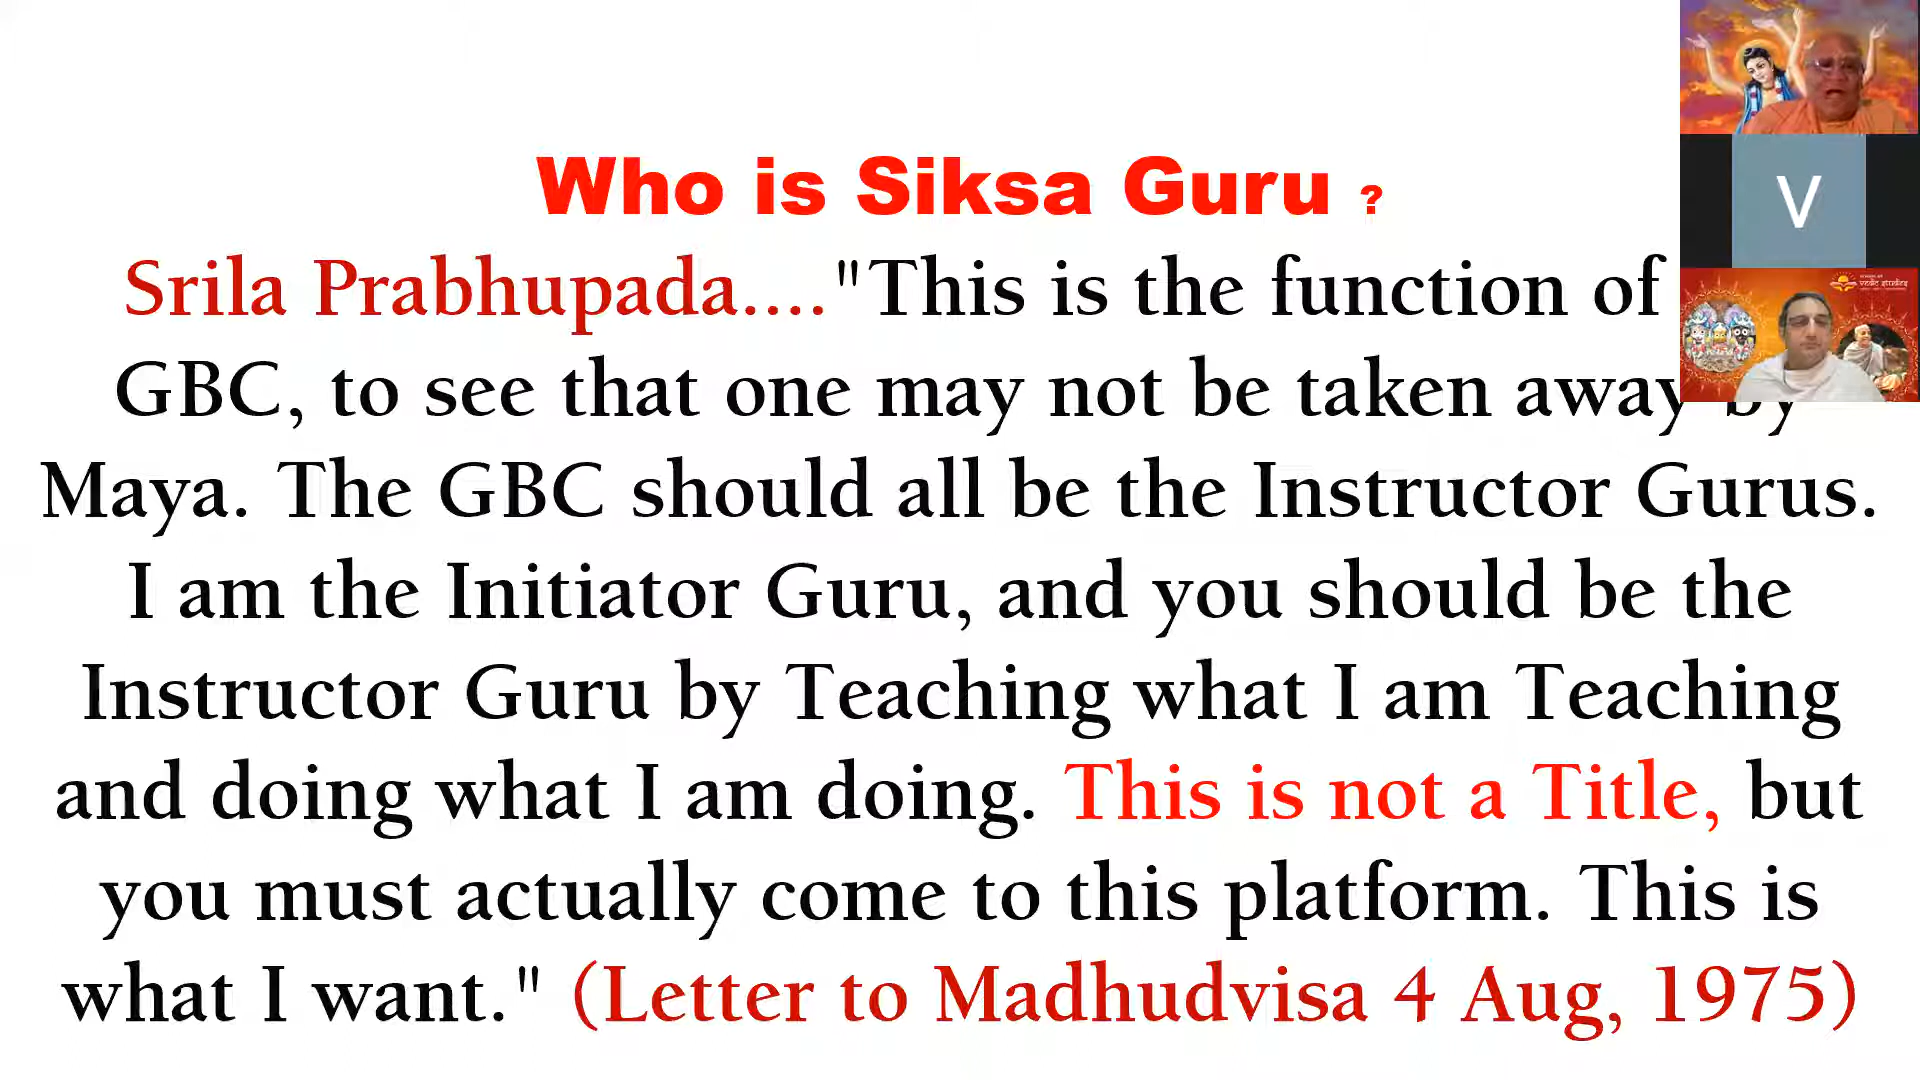 Who is Siksa Guru ?
Srila Prabhupada...."This is the function of
GBC, to see that one may not be taken away by
Maya. The GBC should all be the Instructor Gurus.
I am the Initiator Guru, and you should be the
Instructor Guru by Teaching what I am Teaching
and doing what I am doing. This is not a Title, but
you must actually come to this platform. This is
what I want." (Letter to Madhudvisa 4 Aug, 1975)
V
vedic studies